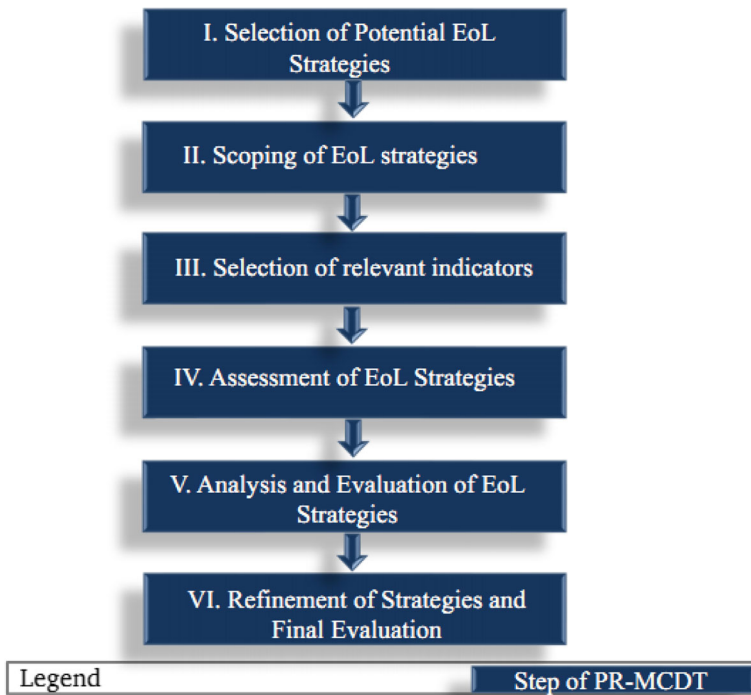 I. Selection of Potential EoL
Strategies
II. Scoping of EoL strategies
III. Selection of relevant indicators
IV. Assessment of EoL Strategies
V. Analysis and Evaluation of EoL
Strategies
VI. Refinement of Strategies and
Final Evaluation
Legend
Step of PR-MCDT